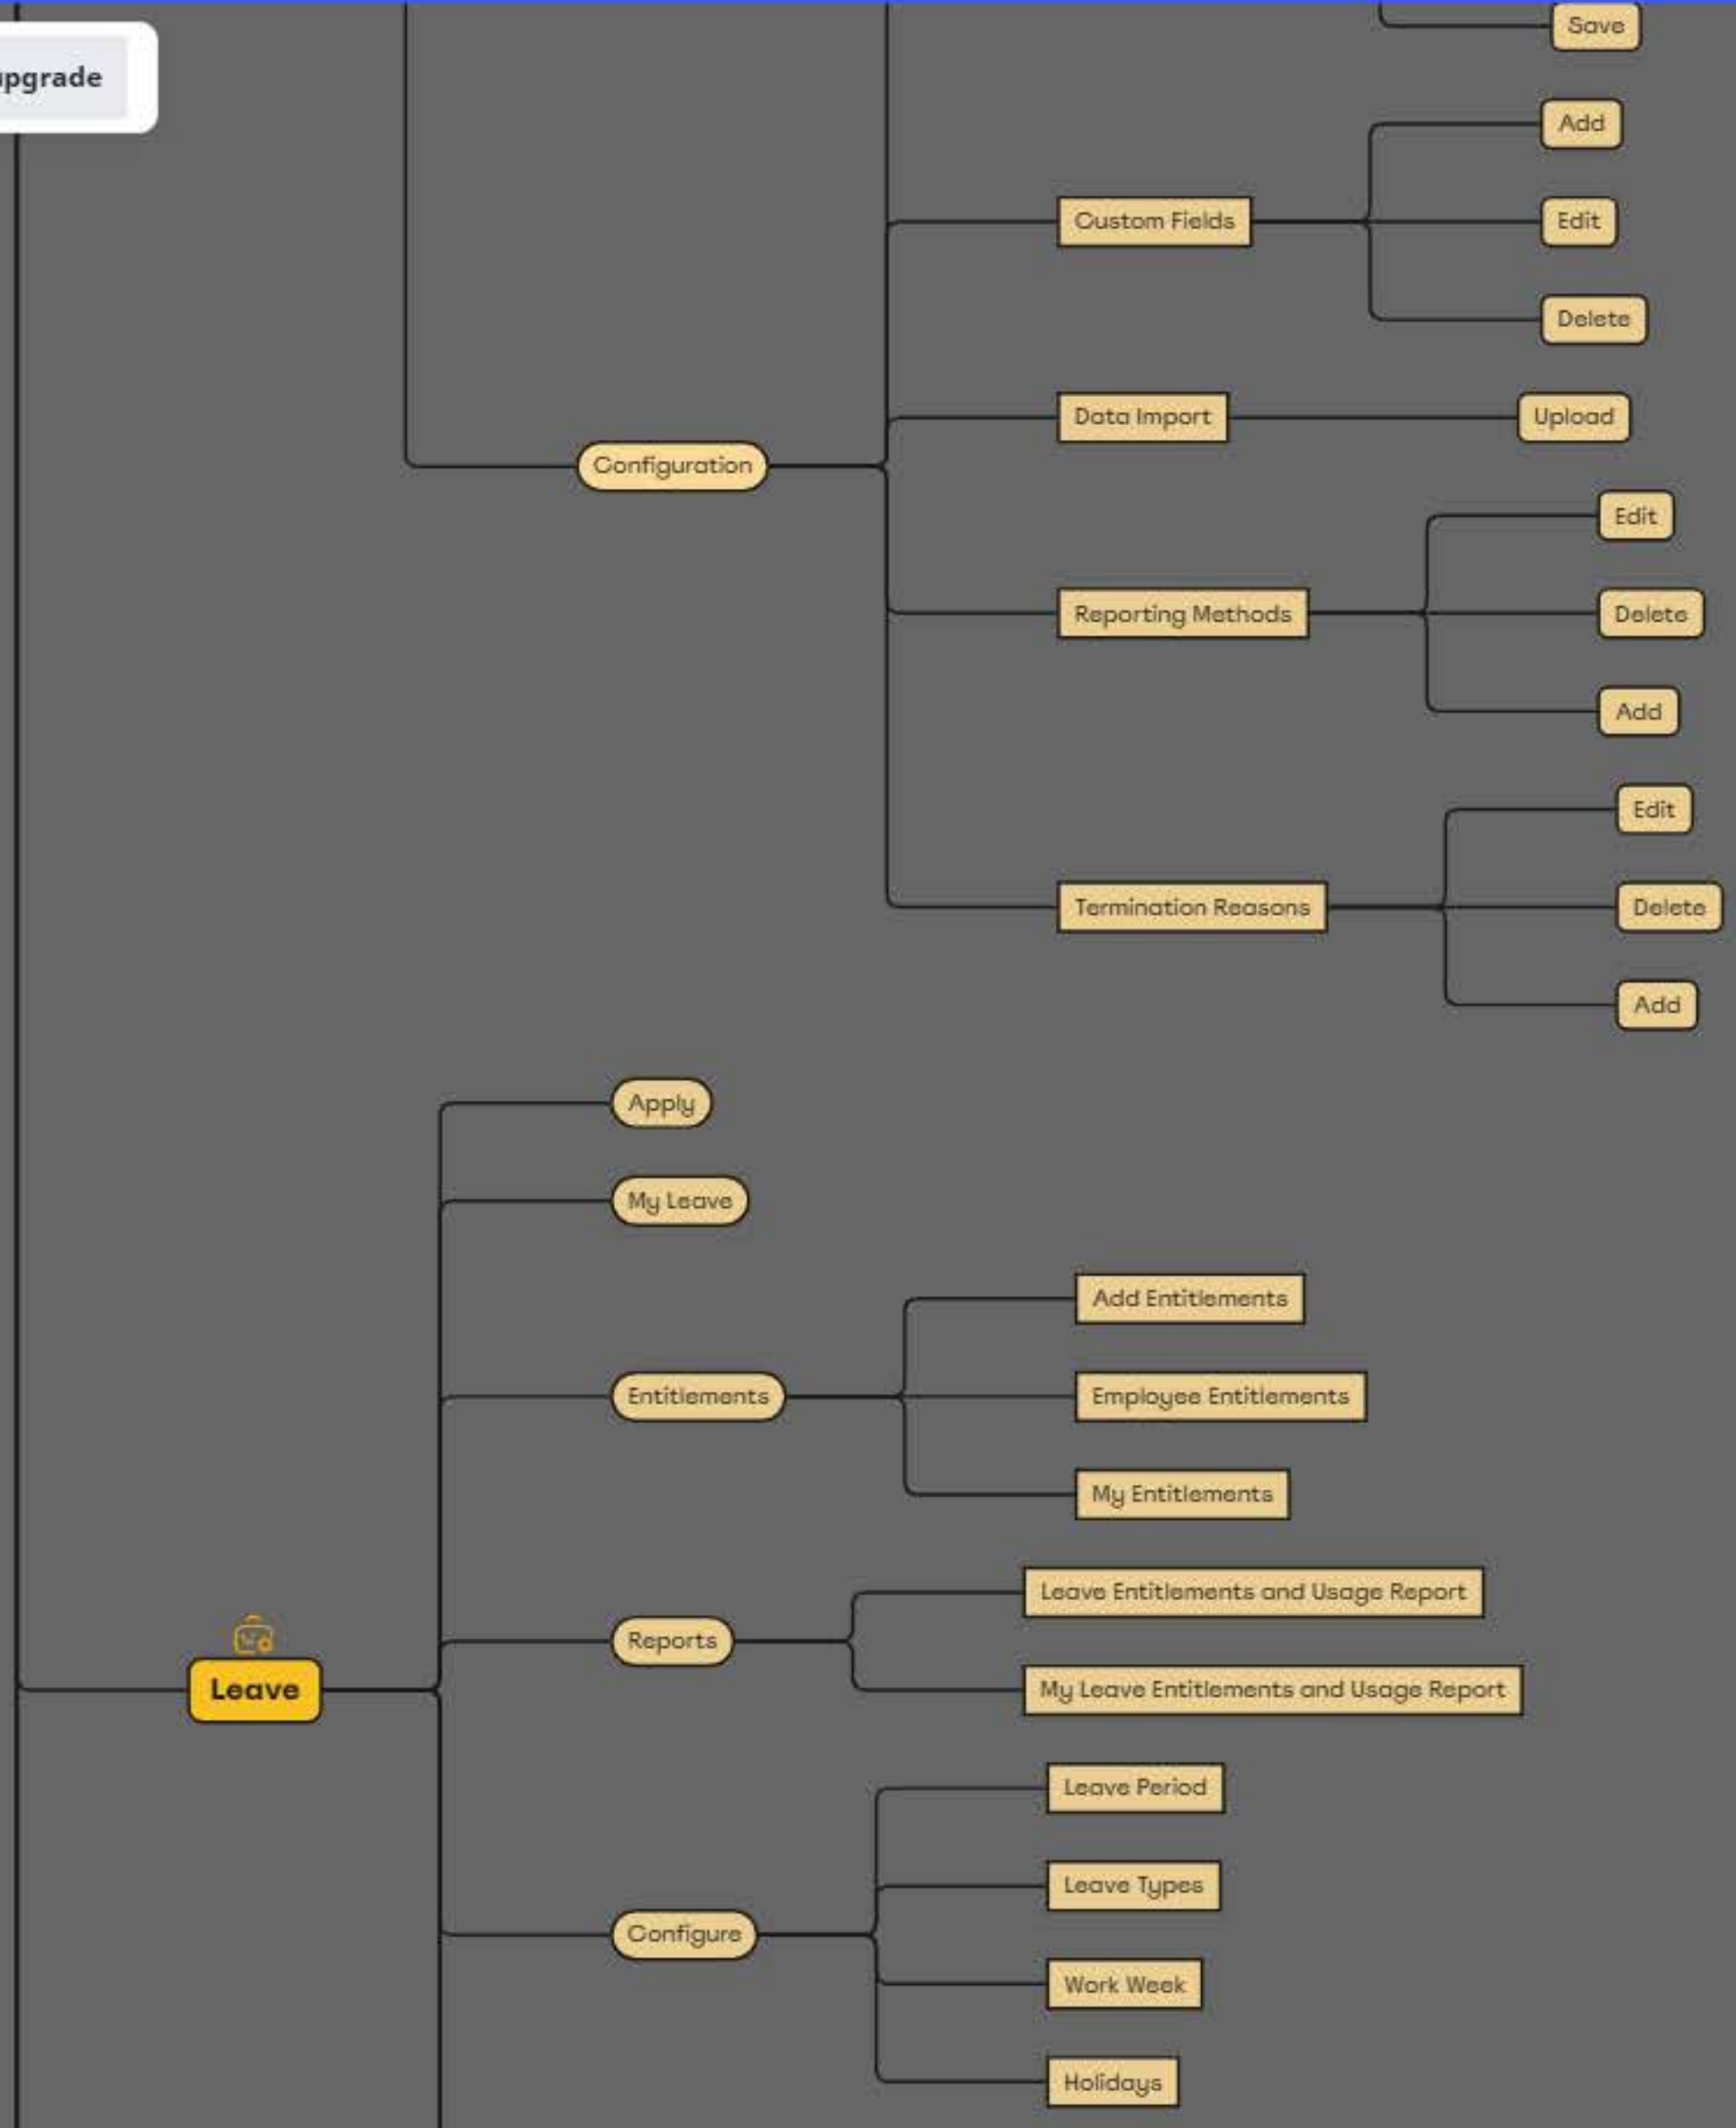 Save
upgrade
Add
Custom Fields
Edit
Delete
Data Import
Upload
Configuration
Edit
Reporting Methods
Delete
Add
Edit
Termination Reasons
Delete
Add
Apply
My Leave
Add Entitlements
Entitlements
Employee Entitlements
My Entitlements
Leave Entitlements and Usage Report
Reports
Leave
My Leave Entitlements and Usage Report
Leave Period
Leave Types
Configure
Work Week
Holidays